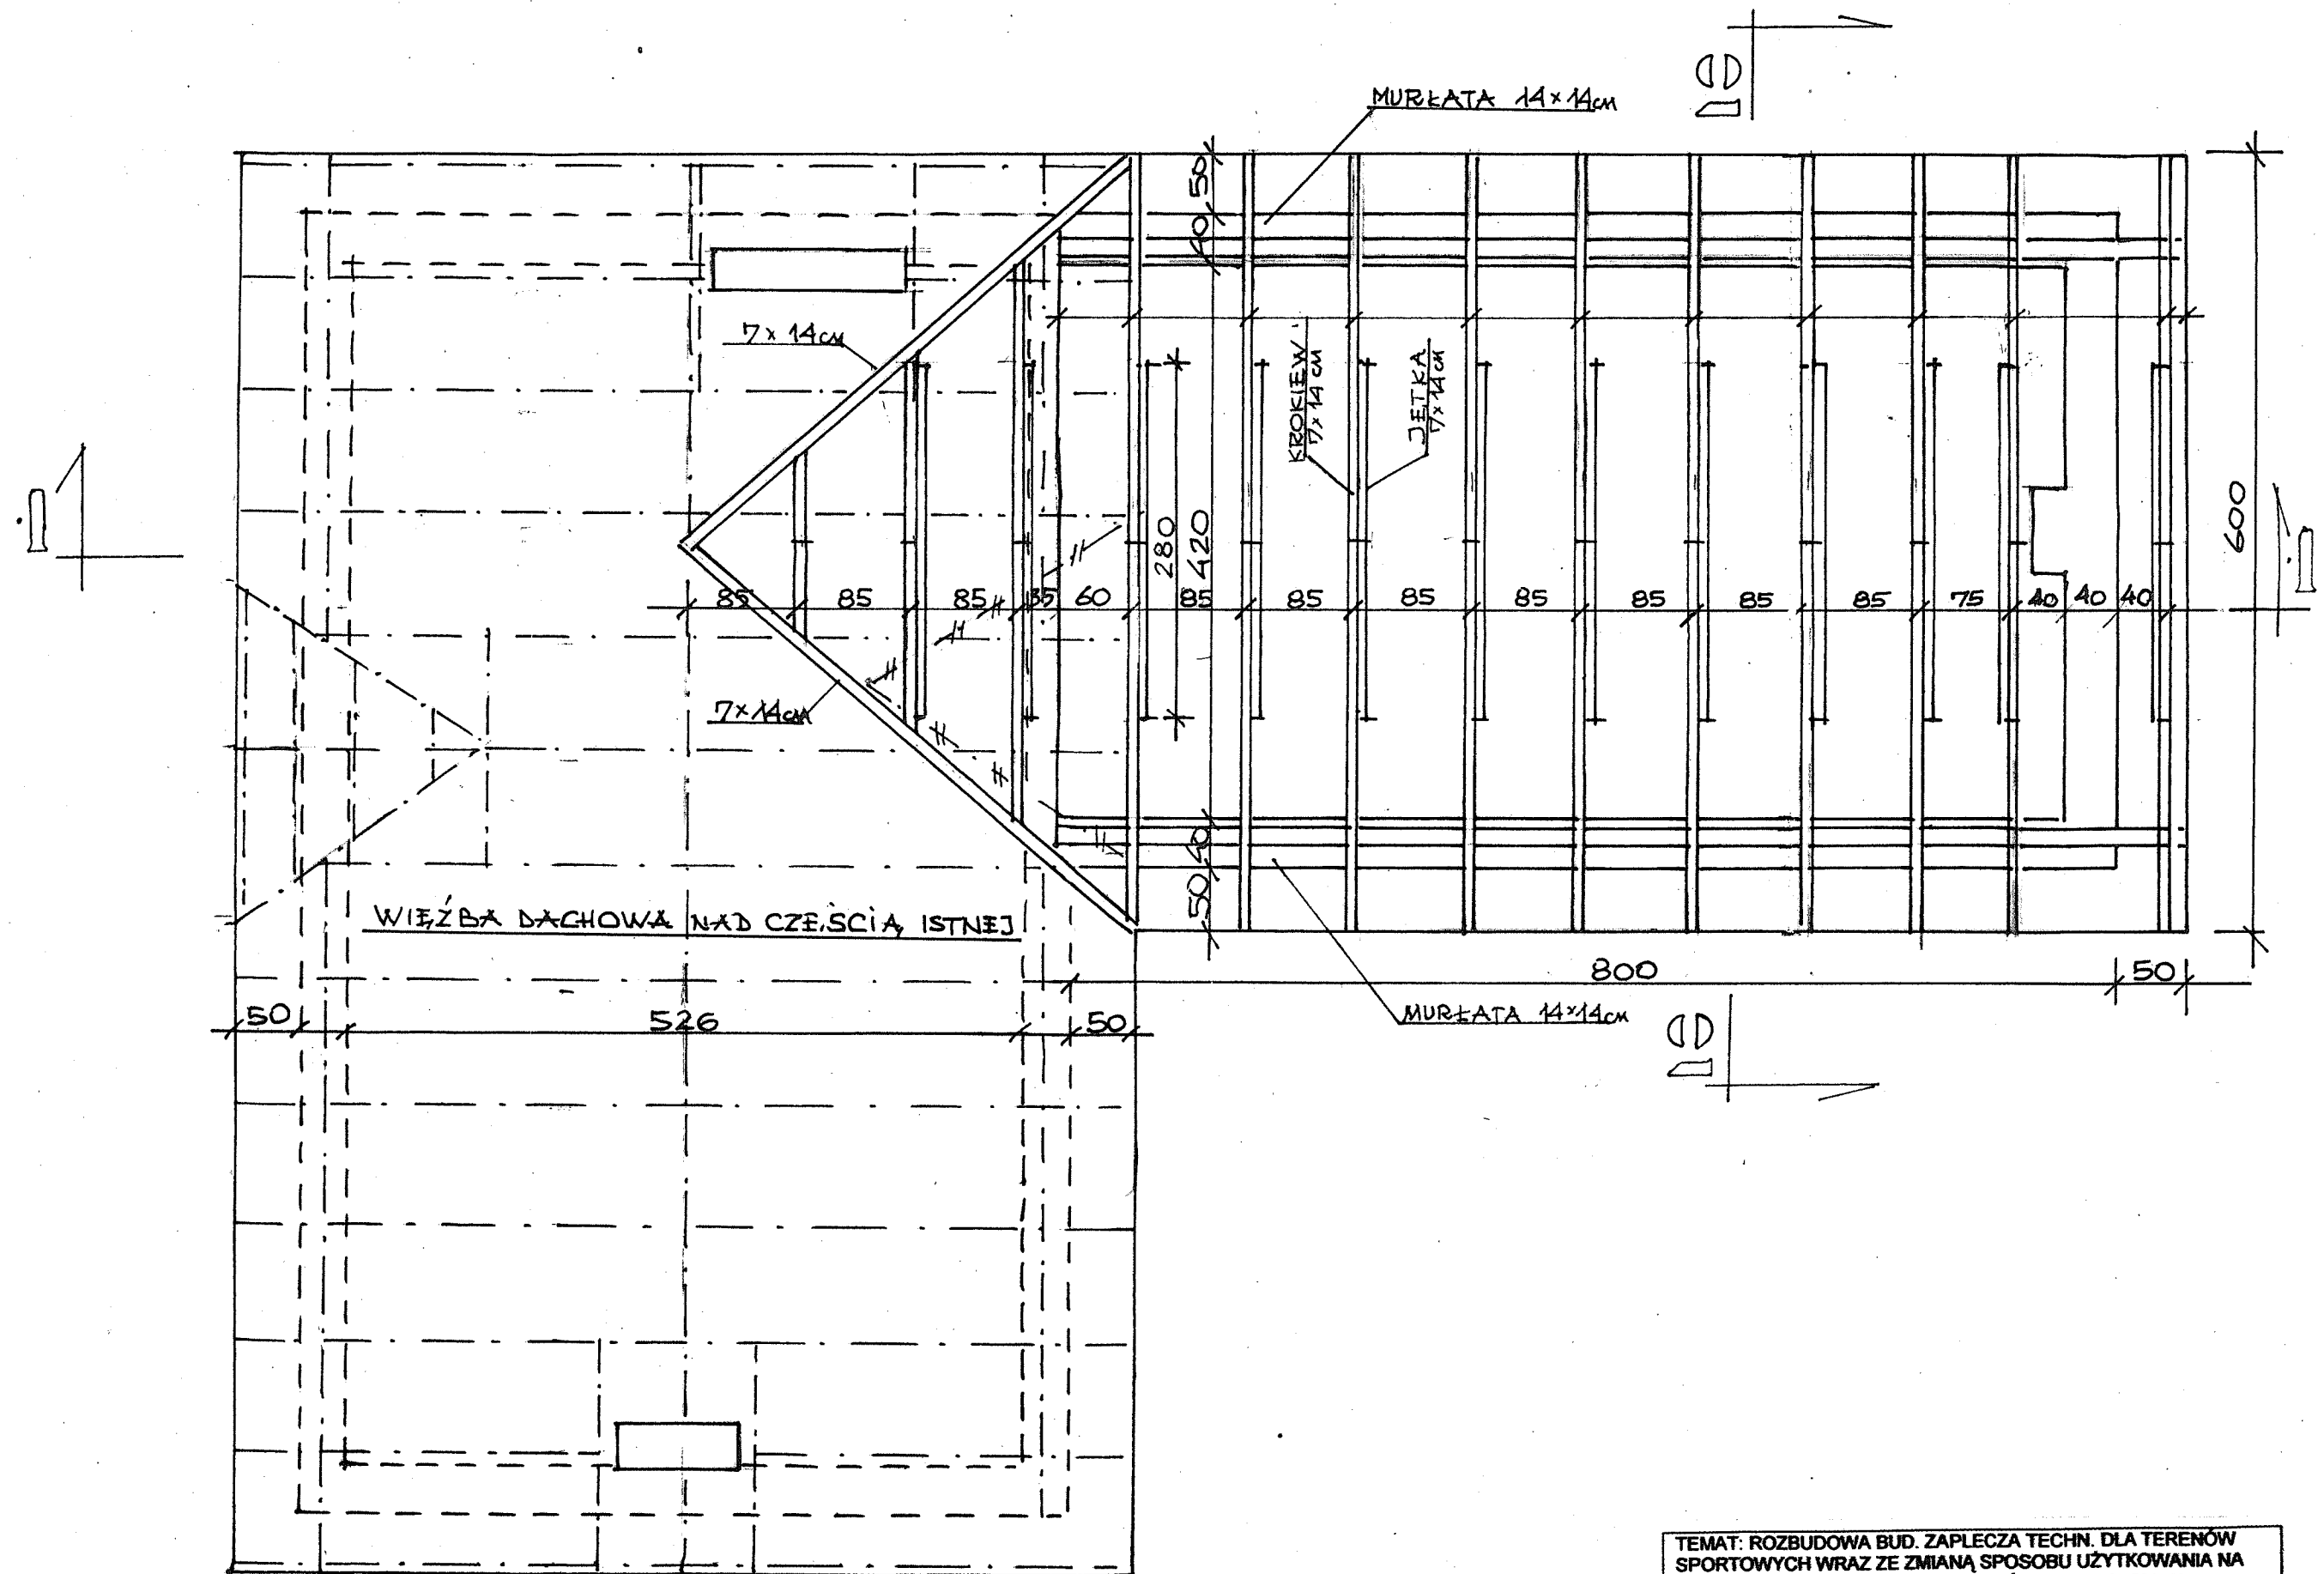 MURŁATA 14×14cm
50
40
7×14cm
KROKIEW
7×14cm
JĘTKA
7×14cm
280
420
600
85
85
85
35
60
85
85
85
85
85
85
85
75
40
40
40
7×14cm
40
50
WIĘŹBA DACHOWA NAD CZĘŚCIĄ ISTNIEJ
800
50
50
526
50
MURŁATA 14×14cm
TEMAT: ROZBUDOWA BUD. ZAPLECZA TECHN. DLA TERENÓW
SPORTOWYCH WRAZ ZE ZMIANĄ SPOSOBU UŻYTKOWANIA NA